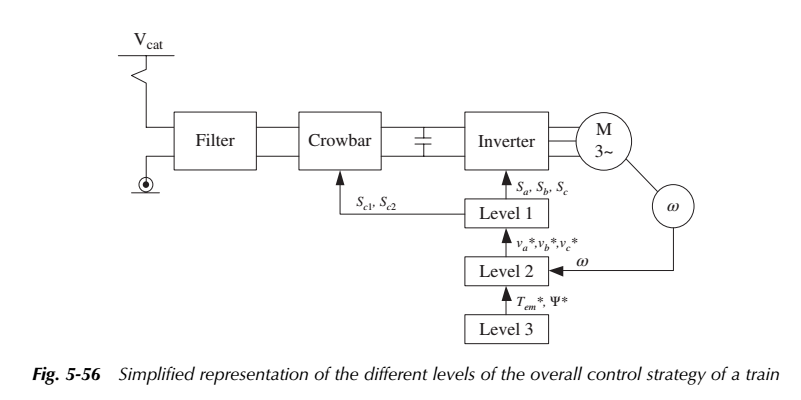 V_cat
Filter
Crowbar
Inverter
M
3~
S_a, S_b, S_c
S_c1, S_c2
Level 1
ω
v_a*,v_b*,v_c*
ω
Level 2
T_em*, Ψ*
Level 3
Fig. 5-56 Simplified representation of the different levels of the overall control strategy of a train